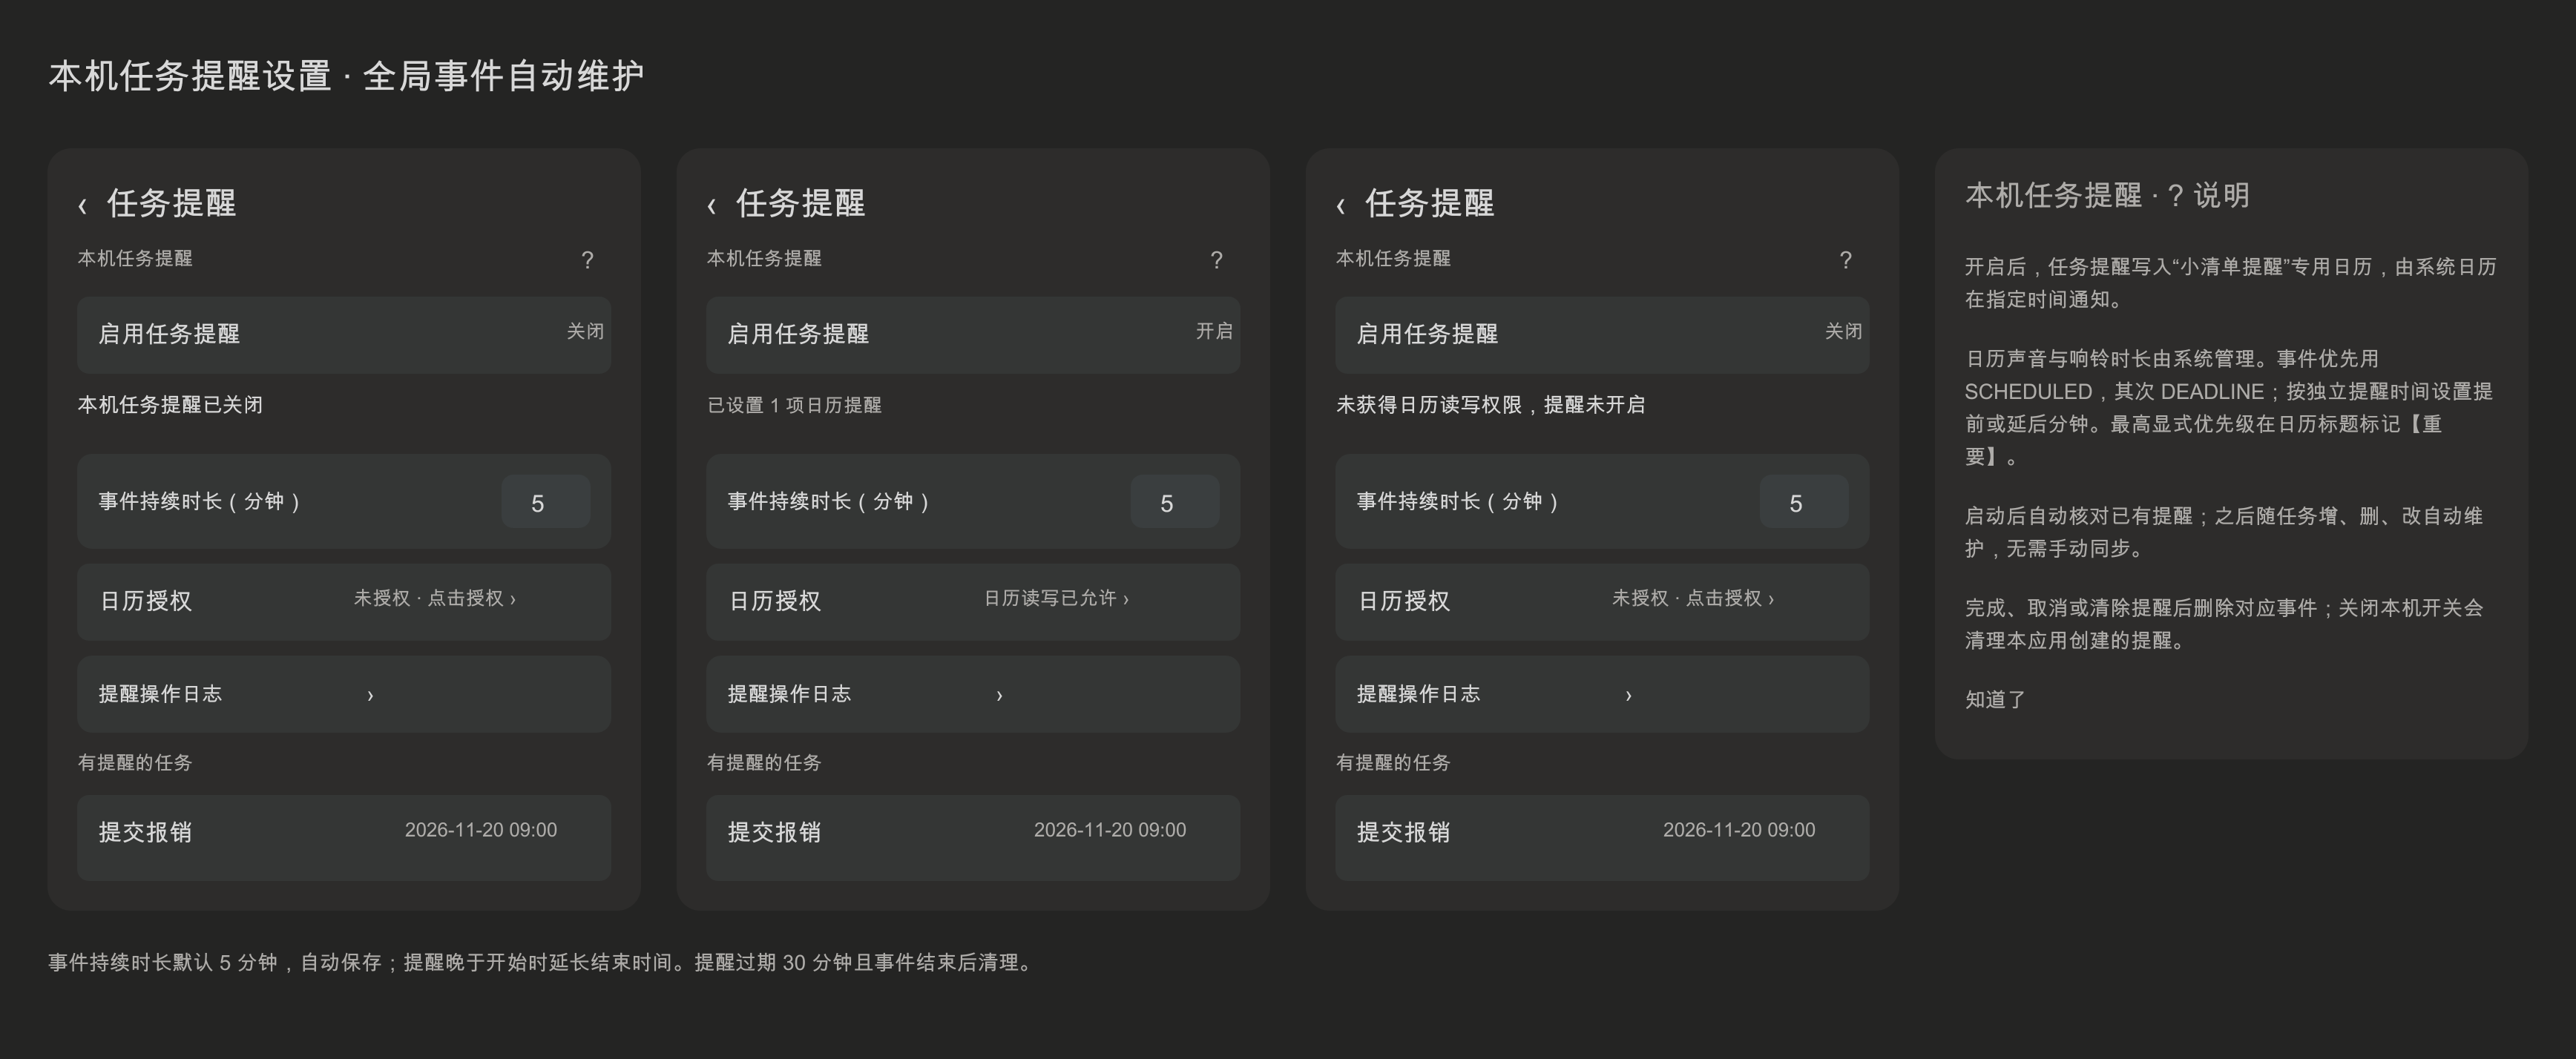 本机任务提醒设置 · 全局事件自动维护
‹ 任务提醒
本机任务提醒 ?
启用任务提醒 关闭
本机任务提醒已关闭
事件持续时长（分钟） 5
日历授权 未授权 · 点击授权 ›
提醒操作日志 ›
有提醒的任务
提交报销 2026-11-20 09:00
‹ 任务提醒
本机任务提醒 ?
启用任务提醒 开启
已设置 1 项日历提醒
事件持续时长（分钟） 5
日历授权 日历读写已允许 ›
提醒操作日志 ›
有提醒的任务
提交报销 2026-11-20 09:00
‹ 任务提醒
本机任务提醒 ?
启用任务提醒 关闭
未获得日历读写权限，提醒未开启
事件持续时长（分钟） 5
日历授权 未授权 · 点击授权 ›
提醒操作日志 ›
有提醒的任务
提交报销 2026-11-20 09:00
本机任务提醒 · ? 说明
开启后，任务提醒写入“小清单提醒”专用日历，由系统日历
在指定时间通知。
日历声音与响铃时长由系统管理。事件优先用
SCHEDULED，其次 DEADLINE；按独立提醒时间设置提
前或延后分钟。最高显式优先级在日历标题标记【重
要】。
启动后自动核对已有提醒；之后随任务增、删、改自动维
护，无需手动同步。
完成、取消或清除提醒后删除对应事件；关闭本机开关会
清理本应用创建的提醒。
知道了
事件持续时长默认 5 分钟，自动保存；提醒晚于开始时延长结束时间。提醒过期 30 分钟且事件结束后清理。